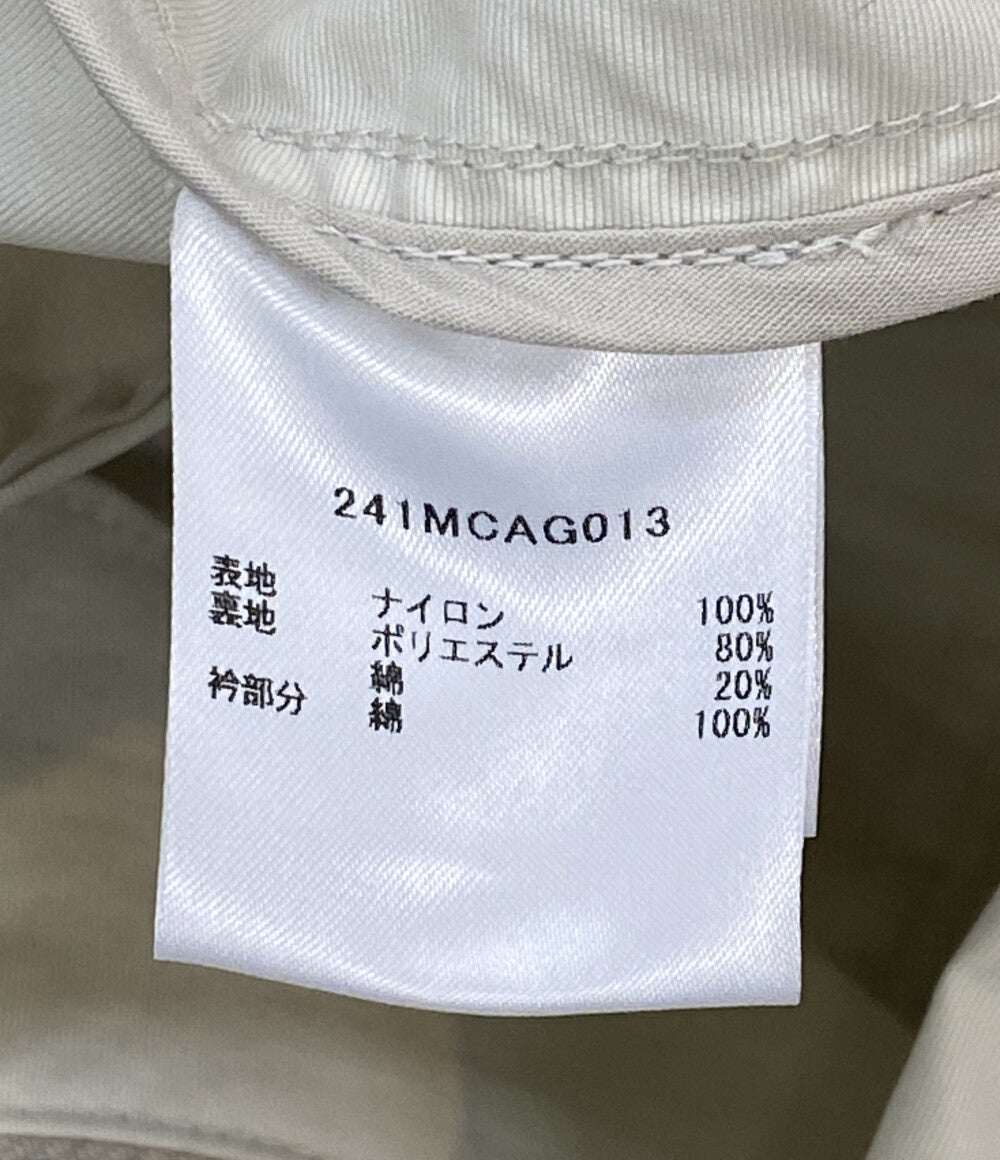 241MCAG013
表地 ナイロン 100%
裏地 ポリエステル 80%
綿 20%
衿部分 綿 100%